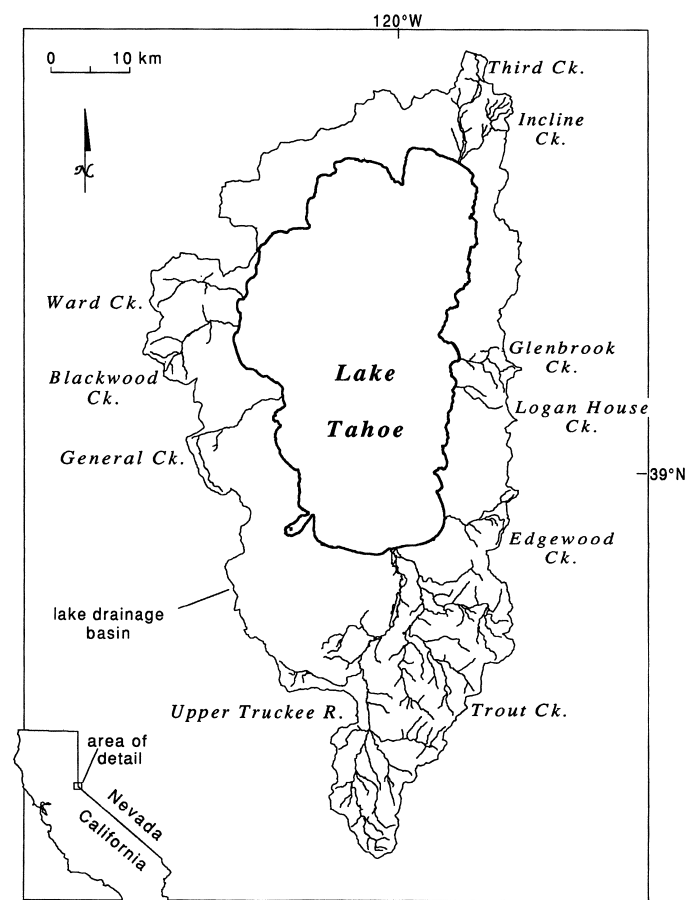 120°W
0 10 km
Third Ck.
Incline
Ck.
N
Ward Ck.
Glenbrook
Ck.
Blackwood
Ck.
Lake
Tahoe
Logan House
Ck.
General Ck.
39°N
Edgewood
Ck.
lake drainage
basin
Upper Truckee R.
Trout Ck.
area of
detail
Nevada
California